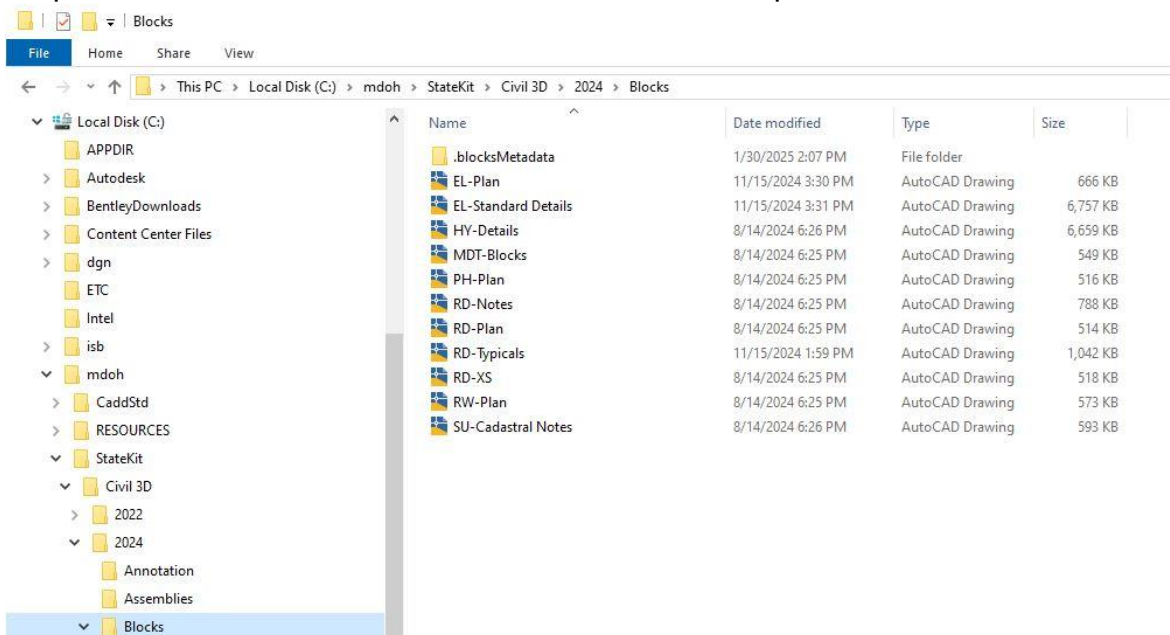 Blocks
File Home Share View
This PC > Local Disk (C:) > mdoh > StateKit > Civil 3D > 2024 > Blocks
Local Disk (C:)
APPDIR
Autodesk
BentleyDownloads
Content Center Files
dgn
ETC
Intel
isb
mdoh
CaddStd
RESOURCES
StateKit
Civil 3D
2022
2024
Annotation
Assemblies
Blocks
Name Date modified Type Size
.blocksMetadata 1/30/2025 2:07 PM File folder
EL-Plan 11/15/2024 3:30 PM AutoCAD Drawing 666 KB
EL-Standard Details 11/15/2024 3:31 PM AutoCAD Drawing 6,757 KB
HY-Details 8/14/2024 6:26 PM AutoCAD Drawing 6,659 KB
MDT-Blocks 8/14/2024 6:25 PM AutoCAD Drawing 549 KB
PH-Plan 8/14/2024 6:25 PM AutoCAD Drawing 516 KB
RD-Notes 8/14/2024 6:25 PM AutoCAD Drawing 788 KB
RD-Plan 8/14/2024 6:25 PM AutoCAD Drawing 514 KB
RD-Typicals 11/15/2024 1:59 PM AutoCAD Drawing 1,042 KB
RD-XS 8/14/2024 6:25 PM AutoCAD Drawing 518 KB
RW-Plan 8/14/2024 6:25 PM AutoCAD Drawing 573 KB
SU-Cadastral Notes 8/14/2024 6:26 PM AutoCAD Drawing 593 KB